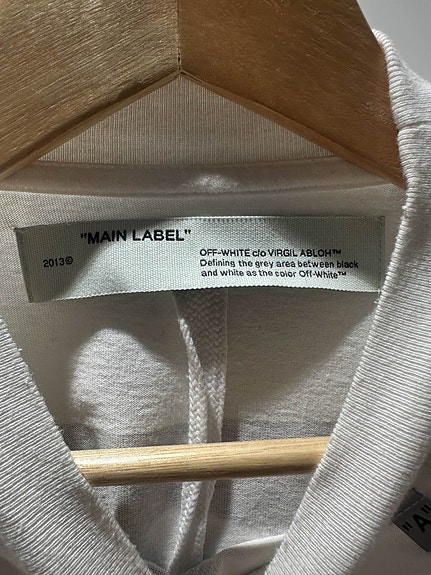 "MAIN LABEL"
2013©
OFF-WHITE c/o VIRGIL ABLOH™
Defining the grey area between black
and white as the color Off-White™
"A"